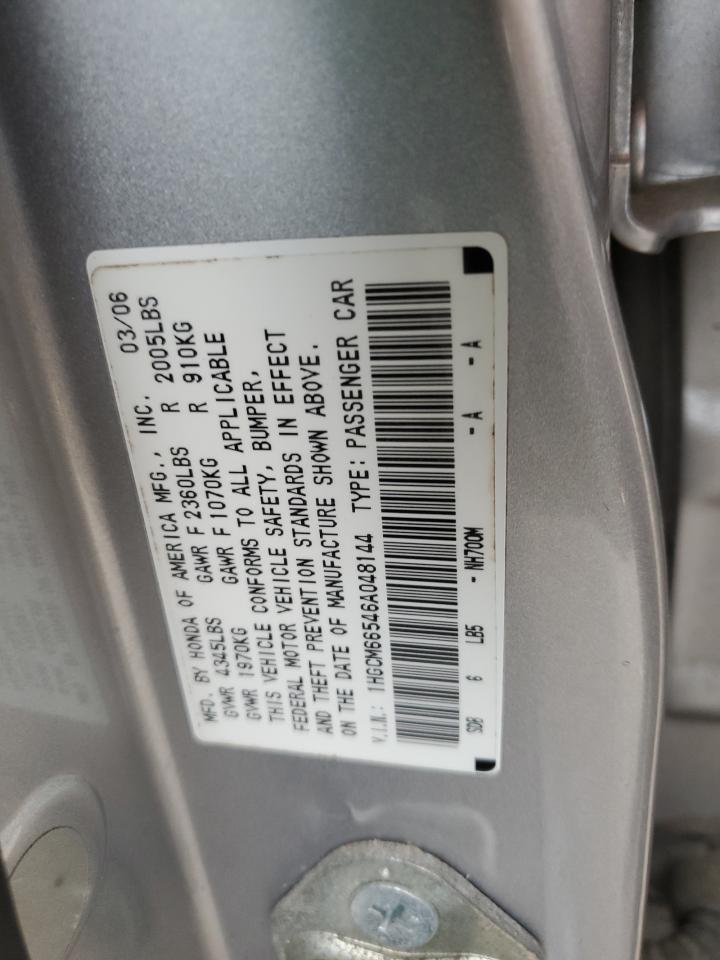 MFD. BY HONDA OF AMERICA MFG., INC. 03/06
GVWR 4345LBS GAWR F 2360LBS R 2005LBS
GVWR 1970KG GAWR F 1070KG R 910KG
THIS VEHICLE CONFORMS TO ALL APPLICABLE
FEDERAL MOTOR VEHICLE SAFETY, BUMPER,
AND THEFT PREVENTION STANDARDS IN EFFECT
ON THE DATE OF MANUFACTURE SHOWN ABOVE.
V.I.N.: 1HGCM66546A048144 TYPE: PASSENGER CAR
SDB 6 LB5 - NH700M - A - A